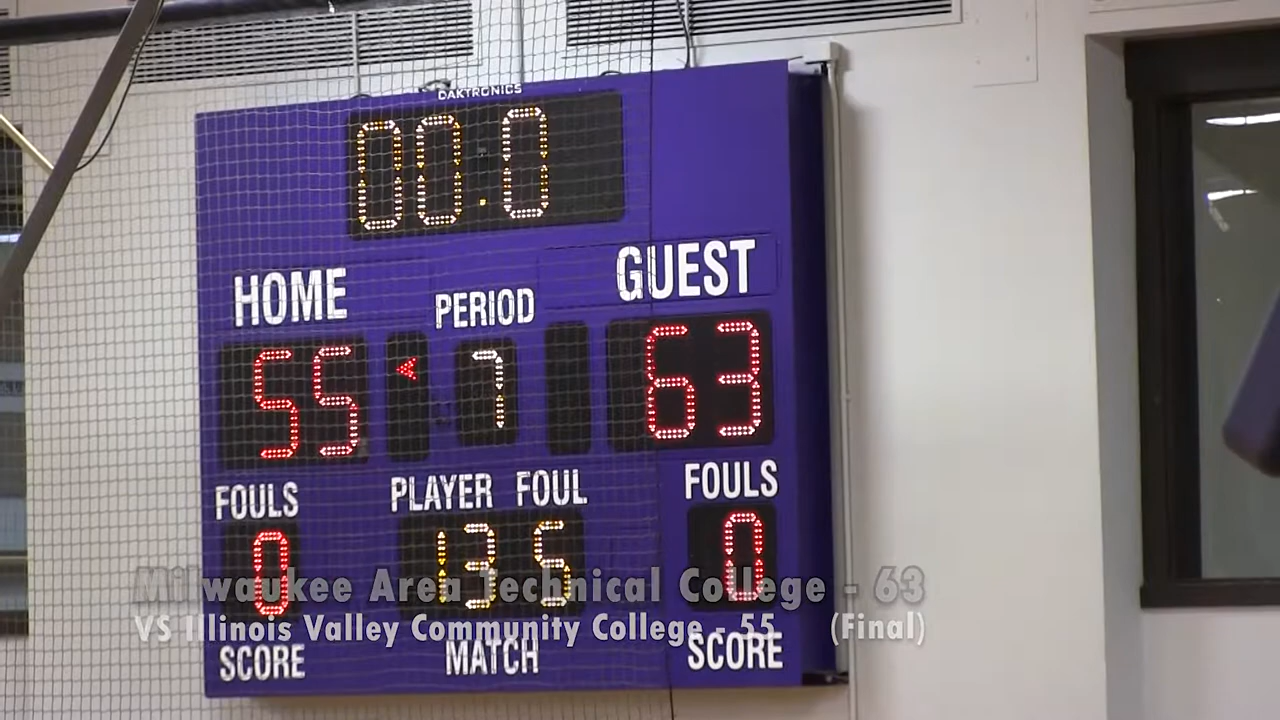 DAKTRONICS
00.0
HOME
PERIOD
GUEST
55
7
63
FOULS
PLAYER FOUL
FOULS
0
13 5
0
Milwaukee Area Technical College - 63
VS Illinois Valley Community College - 55 (Final)
SCORE
MATCH
SCORE